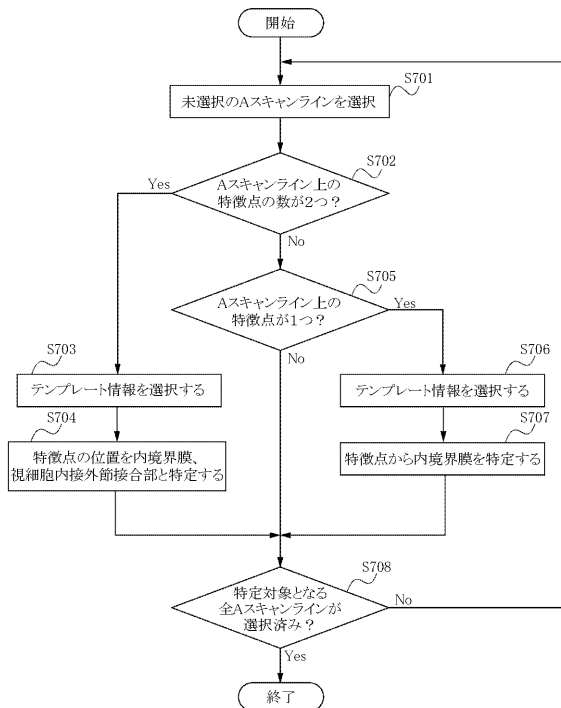 開始
S701
未選択のAスキャンラインを選択
S702
Yes
Aスキャンライン上の
特徴点の数が2つ？
No
S705
Aスキャンライン上の
特徴点が1つ？
Yes
No
S703
テンプレート情報を選択する
S706
テンプレート情報を選択する
S704
特徴点の位置を内境界膜、
視細胞内接外節接合部と特定する
S707
特徴点から内境界膜を特定する
S708
特定対象となる
全Aスキャンラインが
選択済み？
No
Yes
終了